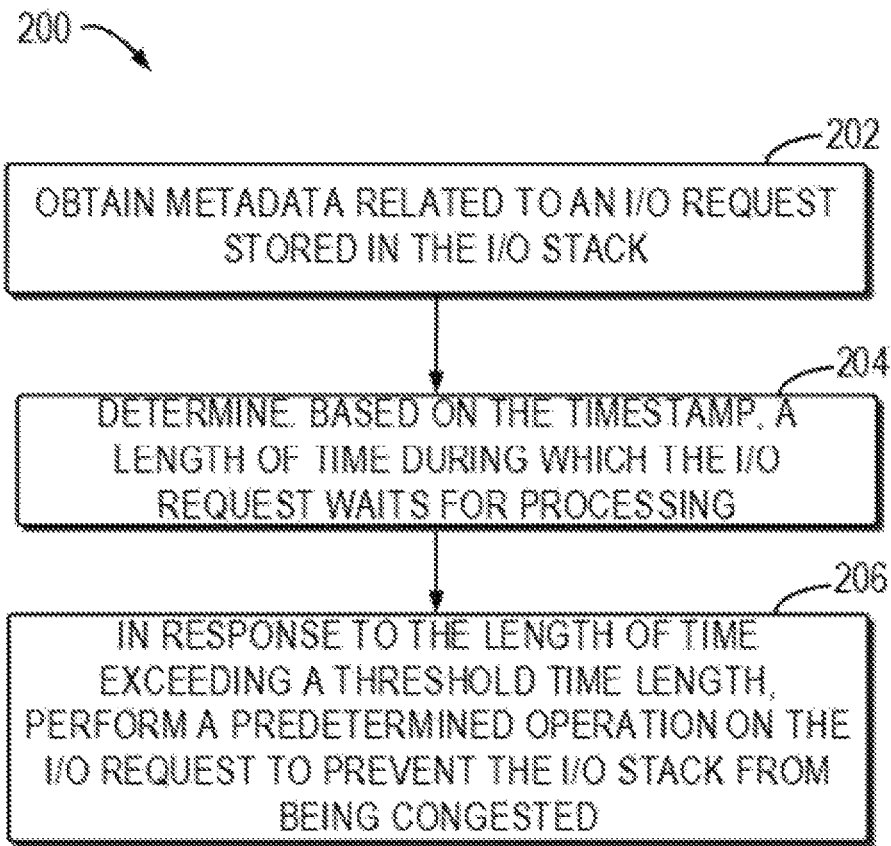 200
202
OBTAIN METADATA RELATED TO AN I/O REQUEST
STORED IN THE I/O STACK
204
DETERMINE, BASED ON THE TIMESTAMP, A
LENGTH OF TIME DURING WHICH THE I/O
REQUEST WAITS FOR PROCESSING
206
IN RESPONSE TO THE LENGTH OF TIME
EXCEEDING A THRESHOLD TIME LENGTH,
PERFORM A PREDETERMINED OPERATION ON THE
I/O REQUEST TO PREVENT THE I/O STACK FROM
BEING CONGESTED